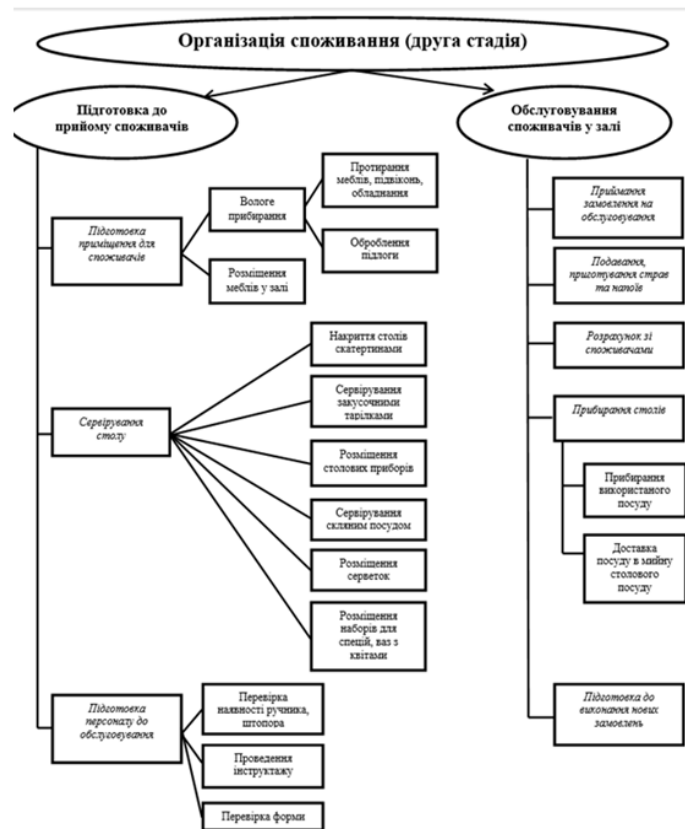 Організація споживання (друга стадія)
Підготовка до
прийому споживачів
Обслуговування
споживачів у залі
Підготовка
приміщення для
споживачів
Вологе
прибирання
Протирання
меблів, підвіконь,
обладнання
Оброблення
підлоги
Розміщення
меблів у залі
Сервірування
столу
Накриття столів
скатертинами
Сервірування
закусочними
тарілками
Розміщення
столових приборів
Сервірування
скляним посудом
Розміщення
серветок
Розміщення
наборів для
спецій, ваз з
квітами
Підготовка
персоналу до
обслуговування
Перевірка
наявності ручника,
штопора
Проведення
інструктажу
Перевірка форми
Приймання
замовлення на
обслуговування
Подавання,
приготування страв
та напоїв
Розрахунок зі
споживачами
Прибирання столів
Прибирання
використаного
посуду
Доставка
посуду в мийну
столового
посуду
Підготовка до
виконання нових
замовлень